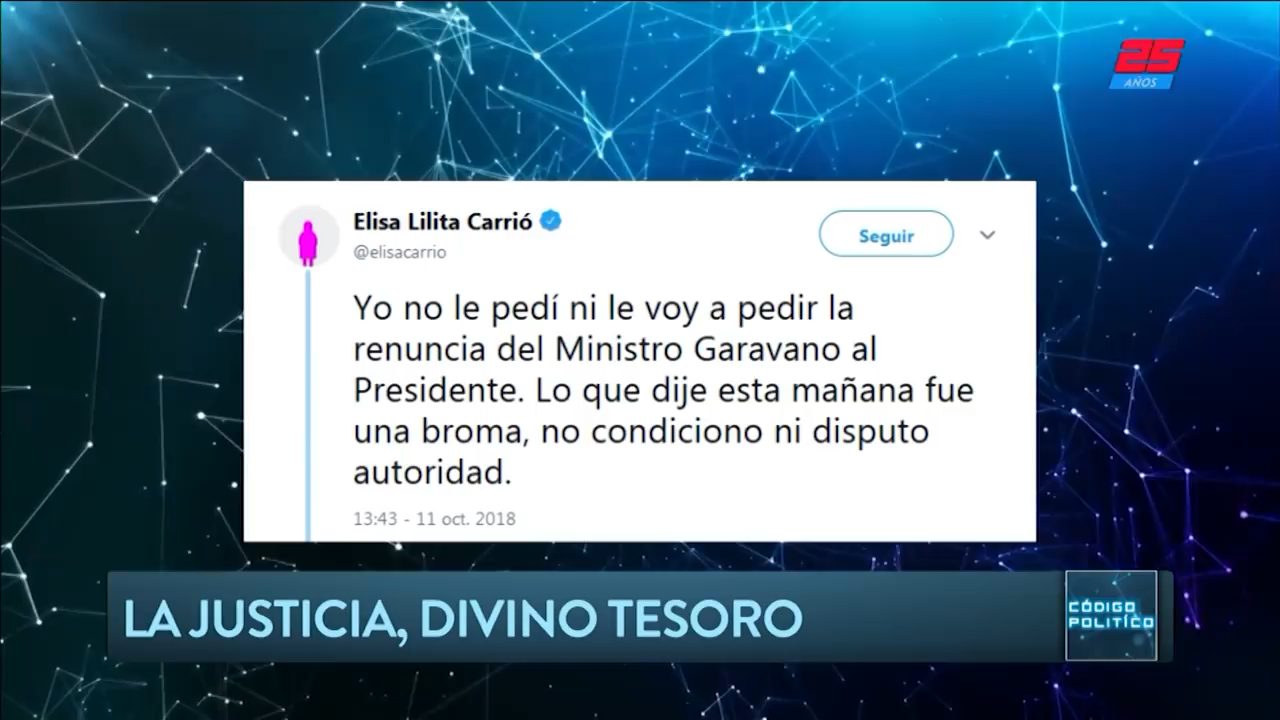 25
AÑOS
Elisa Lilita Carrió
@elisacarrio
Seguir
Yo no le pedí ni le voy a pedir la
renuncia del Ministro Garavano al
Presidente. Lo que dije esta mañana fue
una broma, no condiciono ni disputo
autoridad.
13:43 - 11 oct. 2018
LA JUSTICIA, DIVINO TESORO
CÓDIGO
POLÍTICO